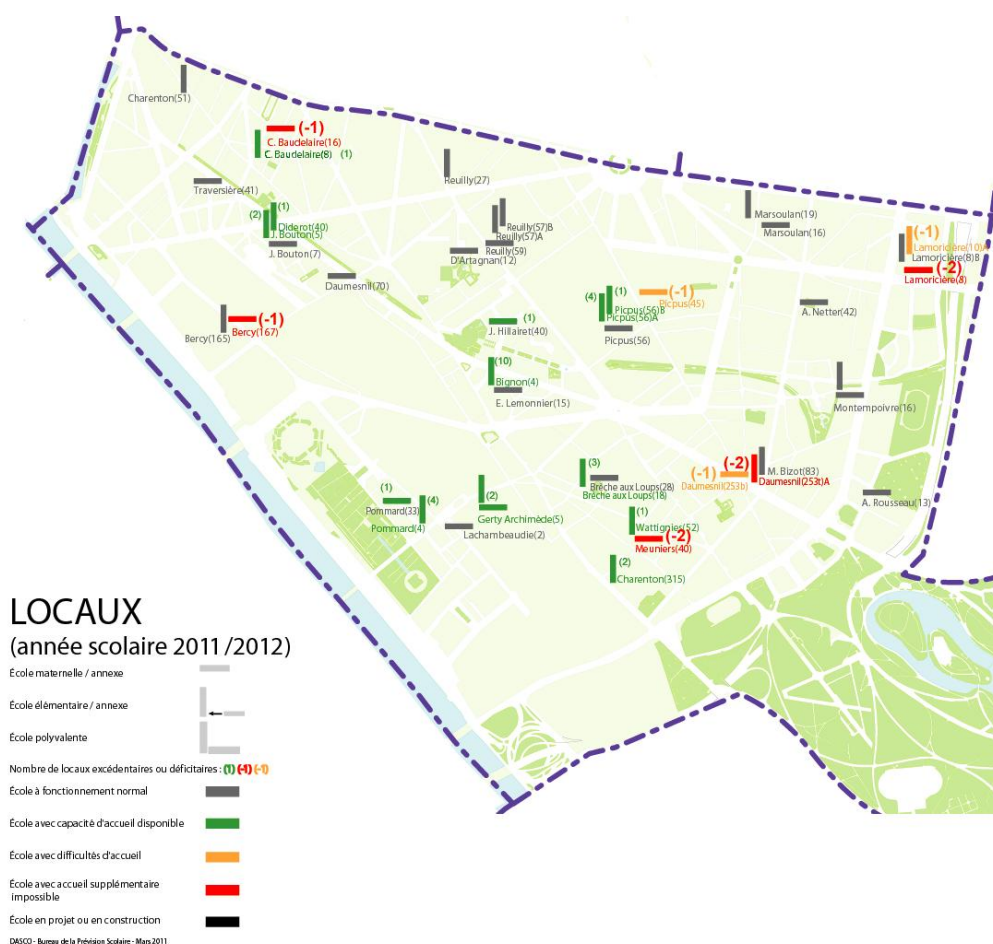 Charenton(51)
(-1)
C. Baudelaire(16)
C. Baudelaire(8) (1)
Traversière(41)
Reuilly(27)
(2)
(1)
Diderot(40)
J. Bouton(5)
J. Bouton(7)
Reuilly(57)B
Reuilly(57)A
Reuilly(59)
D'Artagnan(12)
Marsoulan(19)
Marsoulan(16)
(-1)
Lamoricière(10)A
Lamoricière(8)B
(-2)
Lamoricière(8)
Daumesnil(70)
(4)
(1)
(-1)
Picpus(45)
Picpus(56)B
Picpus(56)A
Picpus(56)
A. Netter(42)
(-1)
Bercy(167)
Bercy(165)
(1)
J. Hillairet(40)
(10)
Bignon(4)
E. Lemonnier(15)
Montempoivre(16)
(3)
Brèche aux Loups(28)
Brèche aux Loups(18)
(-1)
(-2)
M. Bizot(83)
Daumesnil(253b)
Daumesnil(253t)A
A. Rousseau(13)
(1)
Pommard(33)
(4)
Pommard(4)
(2)
Gerty Archimède(5)
Lachambeaudie(2)
(1)
Wattignies(52)
(-2)
Meuniers(40)
(2)
Charenton(315)
LOCAUX
(année scolaire 2011/2012)
École maternelle / annexe
École élémentaire / annexe
École polyvalente
Nombre de locaux excédentaires ou déficitaires : (1) (-1) (-1)
École à fonctionnement normal
École avec capacité d'accueil disponible
École avec difficultés d'accueil
École avec accueil supplémentaire
impossible
École en projet ou en construction
DASCO - Bureau de la Prévision Scolaire - Mars 2011